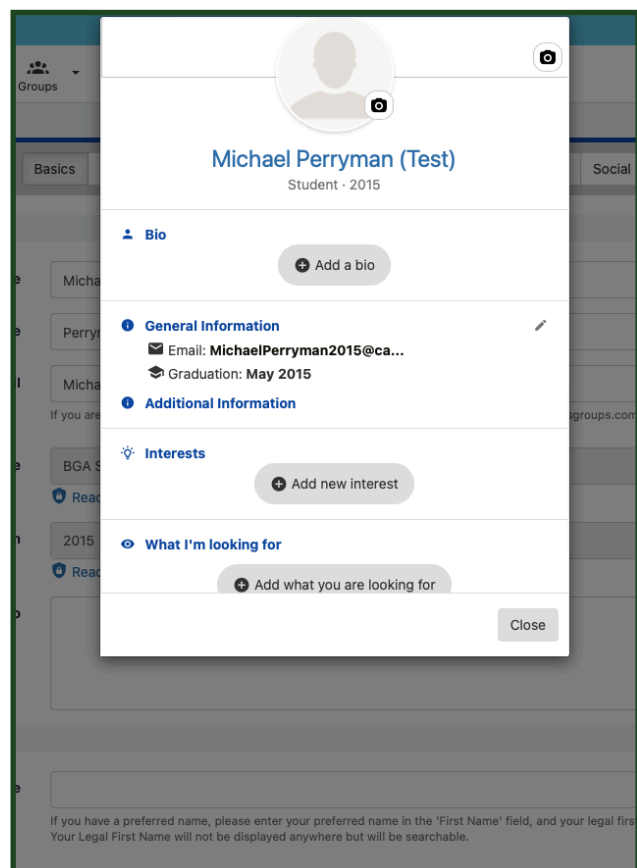 Groups
Basics
Social
Michael Perryman (Test)
Student · 2015
Bio
Add a bio
Micha
Perry
General Information
Email: MichaelPerryman2015@ca...
Graduation: May 2015
Micha
Additional Information
If you are
sgroups.com
Interests
BGA S
Add new interest
Read
2015
What I'm looking for
Read
Add what you are looking for
Close
If you have a preferred name, please enter your preferred name in the 'First Name' field, and your legal firs
Your Legal First Name will not be displayed anywhere but will be searchable.